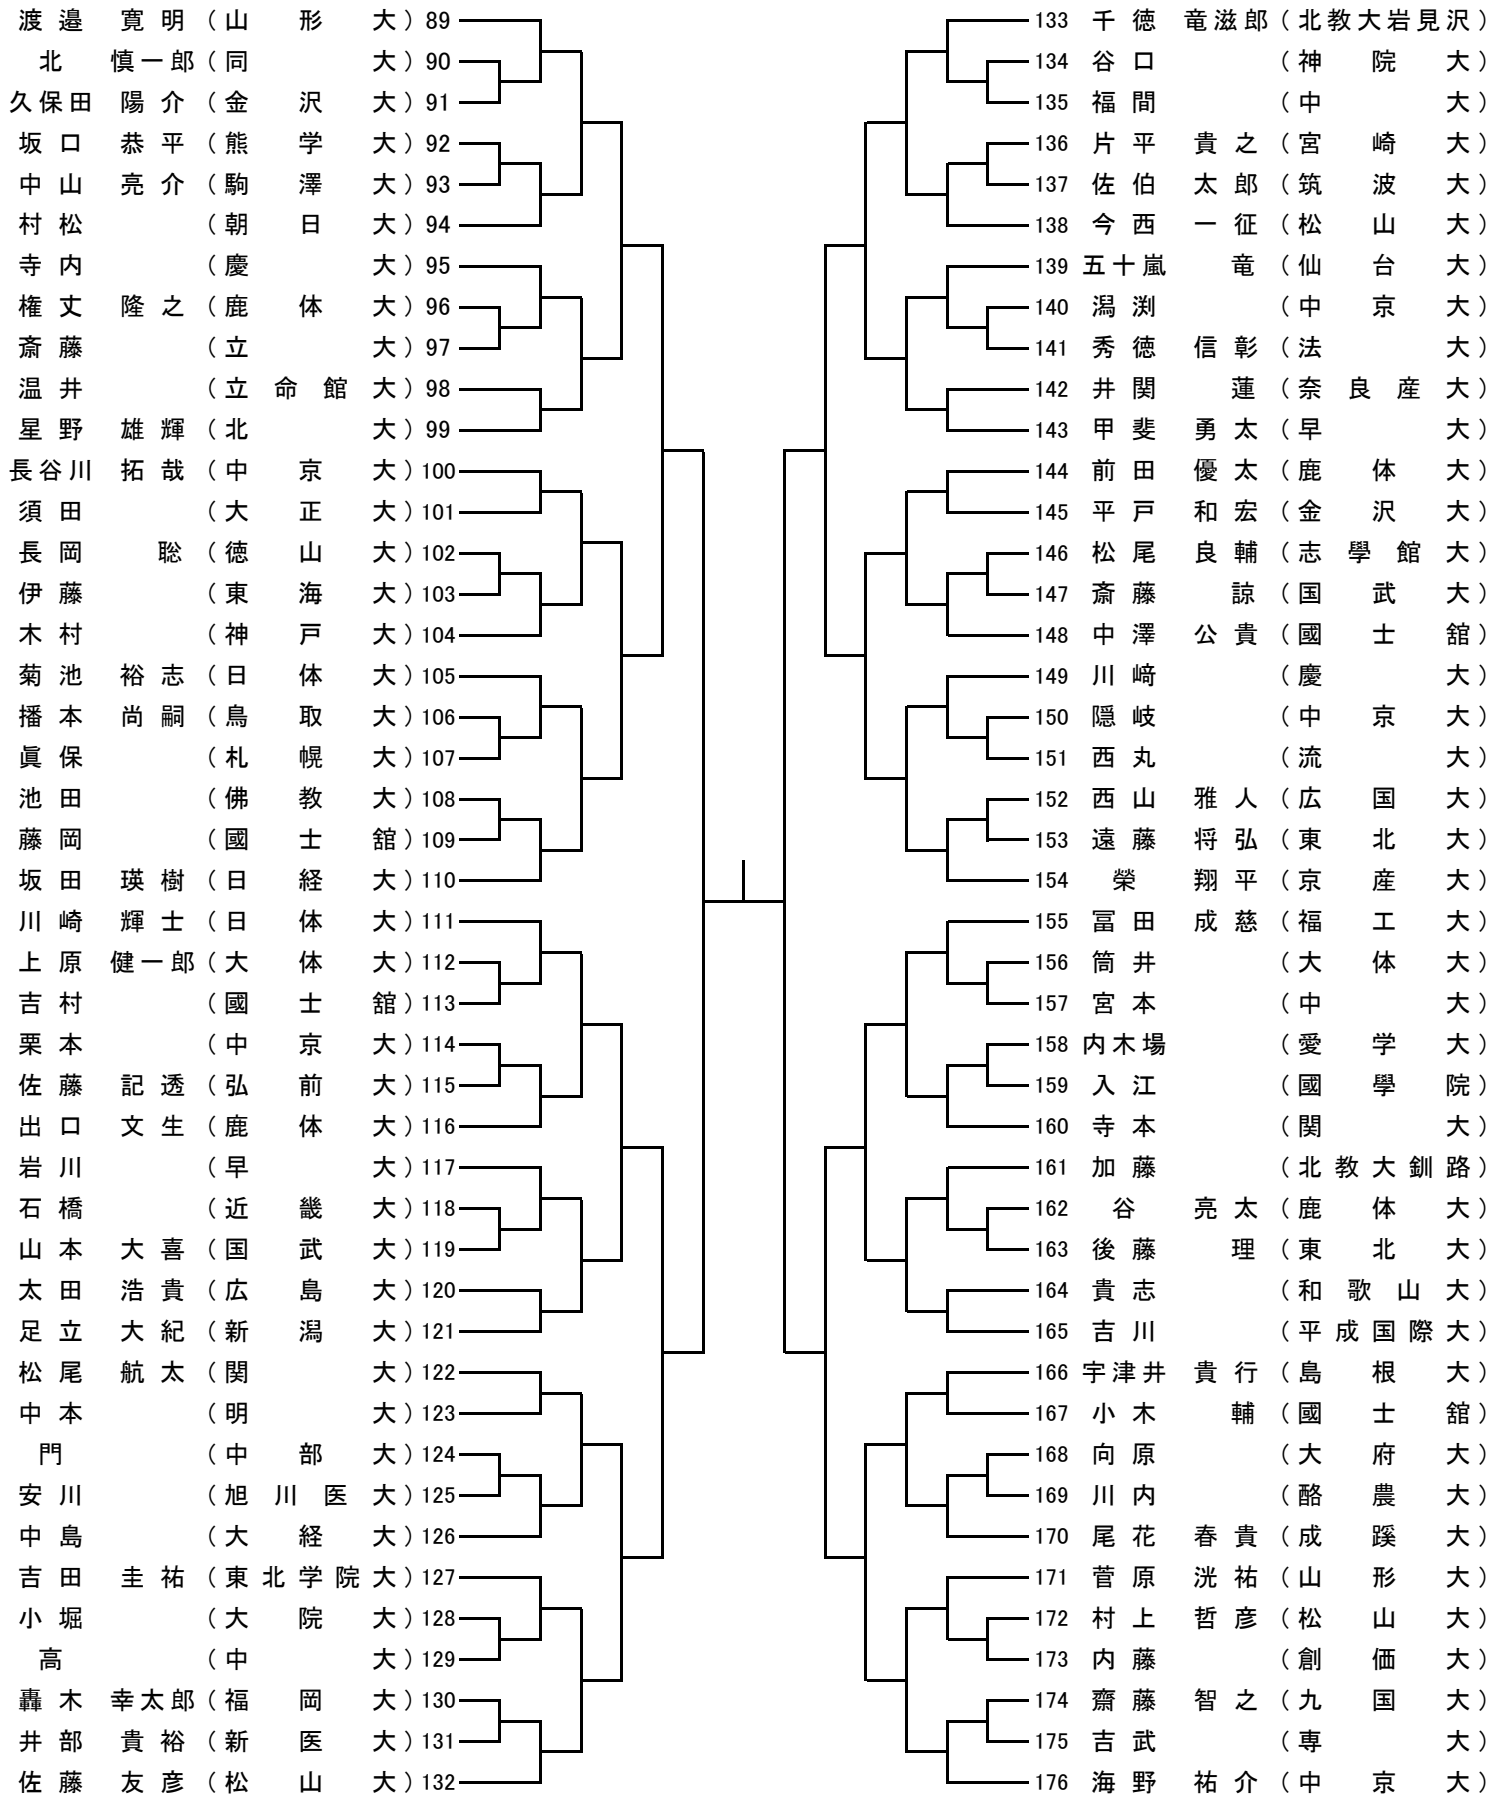 渡邉 寛明 (山形大) 89
北 慎一郎 (同大) 90
久保田 陽介 (金沢大) 91
坂口 恭平 (熊学大) 92
中山 亮介 (駒澤大) 93
村松 (朝日大) 94
寺内 (慶大) 95
権丈 隆之 (鹿体大) 96
斎藤 (立大) 97
温井 (立命館大) 98
星野 雄輝 (北大) 99
長谷川 拓哉 (中京大) 100
須田 (大正大) 101
長岡 聡 (徳山大) 102
伊藤 (東海大) 103
木村 (神戸大) 104
菊池 裕志 (日体大) 105
播本 尚嗣 (鳥取大) 106
眞保 (札幌大) 107
池田 (佛教大) 108
藤岡 (國士舘) 109
坂田 瑛樹 (日経大) 110
川崎 輝士 (日体大) 111
上原 健一郎 (大体大) 112
吉村 (國士舘) 113
栗本 (中京大) 114
佐藤 記透 (弘前大) 115
出口 文生 (鹿体大) 116
岩川 (早大) 117
石橋 (近畿大) 118
山本 大喜 (国武大) 119
太田 浩貴 (広島大) 120
足立 大紀 (新潟大) 121
松尾 航太 (関大) 122
中本 (明大) 123
門 (中部大) 124
安川 (旭川医大) 125
中島 (大経大) 126
吉田 圭祐 (東北学院大) 127
小堀 (大院大) 128
高 (中大) 129
轟木 幸太郎 (福岡大) 130
井部 貴裕 (新医大) 131
佐藤 友彦 (松山大) 132
133 千徳 竜滋郎 (北教大岩見沢)
134 谷口 (神院大)
135 福間 (中大)
136 片平 貴之 (宮崎大)
137 佐伯 太郎 (筑波大)
138 今西 一征 (松山大)
139 五十嵐 竜 (仙台大)
140 潟渕 (中京大)
141 秀徳 信彰 (法大)
142 井関 蓮 (奈良産大)
143 甲斐 勇太 (早大)
144 前田 優太 (鹿体大)
145 平戸 和宏 (金沢大)
146 松尾 良輔 (志學館大)
147 斎藤 諒 (国武大)
148 中澤 公貴 (國士舘)
149 川﨑 (慶大)
150 隠岐 (中京大)
151 西丸 (流大)
152 西山 雅人 (広国大)
153 遠藤 将弘 (東北大)
154 榮 翔平 (京産大)
155 冨田 成慈 (福工大)
156 筒井 (大体大)
157 宮本 (中大)
158 内木場 (愛学大)
159 入江 (國學院)
160 寺本 (関大)
161 加藤 (北教大釧路)
162 谷 亮太 (鹿体大)
163 後藤 理 (東北大)
164 貴志 (和歌山大)
165 吉川 (平成国際大)
166 宇津井 貴行 (島根大)
167 小木 輔 (國士舘)
168 向原 (大府大)
169 川内 (酪農大)
170 尾花 春貴 (成蹊大)
171 菅原 洸祐 (山形大)
172 村上 哲彦 (松山大)
173 内藤 (創価大)
174 齋藤 智之 (九国大)
175 吉武 (専大)
176 海野 祐介 (中京大)